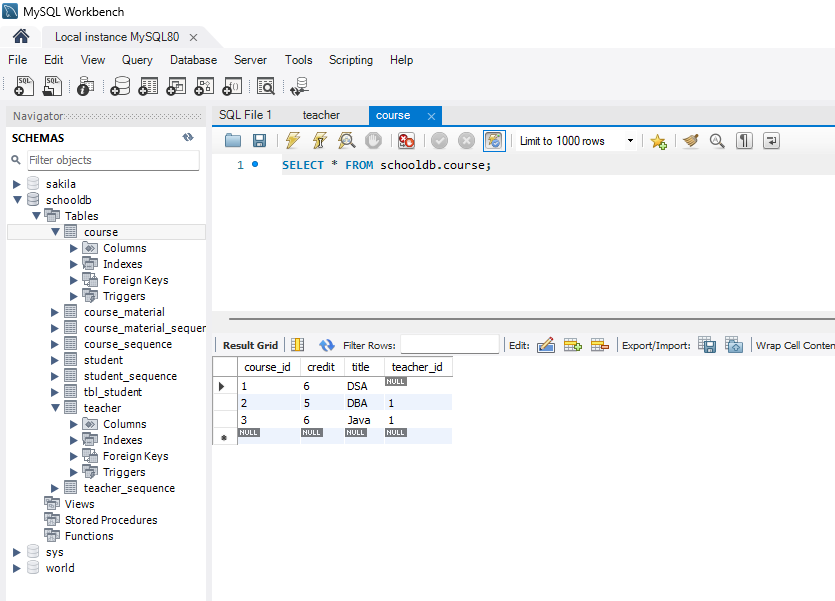 MySQL Workbench
Local instance MySQL80
File Edit View Query Database Server Tools Scripting Help
Navigator
SCHEMAS
Filter objects
sakila
schooldb
Tables
course
Columns
Indexes
Foreign Keys
Triggers
course_material
course_material_sequer
course_sequence
student
student_sequence
tbl_student
teacher
Columns
Indexes
Foreign Keys
Triggers
teacher_sequence
Views
Stored Procedures
Functions
sys
world
SQL File 1 teacher course
Limit to 1000 rows
1 SELECT * FROM schooldb.course;
Result Grid Filter Rows: Edit: Export/Import: Wrap Cell Conten
course_id credit title teacher_id
1 6 DSA NULL
2 5 DBA 1
3 6 Java 1
NULL NULL NULL NULL